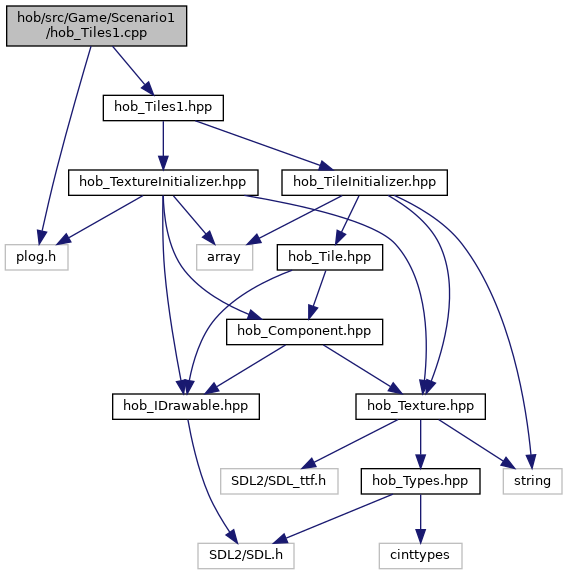 hob/src/Game/Scenario1
/hob_Tiles1.cpp
hob_Tiles1.hpp
hob_TextureInitializer.hpp
hob_TileInitializer.hpp
plog.h
array
hob_Tile.hpp
hob_Component.hpp
hob_IDrawable.hpp
hob_Texture.hpp
SDL2/SDL_ttf.h
hob_Types.hpp
string
SDL2/SDL.h
cinttypes